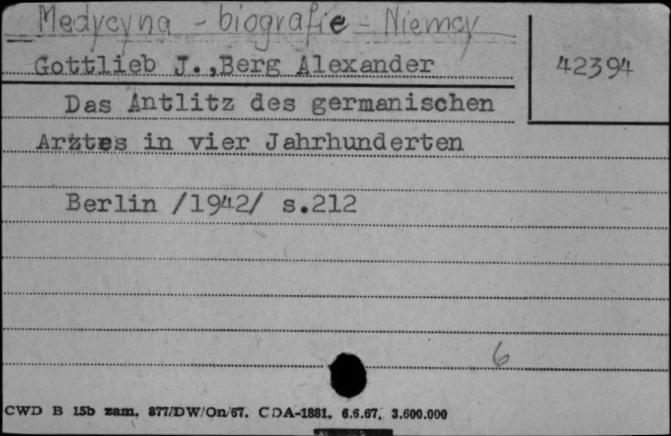 Medycyna - biografie - Niemcy
Gottlieb J.,Berg Alexander
42394
Das Antlitz des germanischen
Arztes in vier Jahrhunderten
Berlin /1942/ s.212
6
CWD B 15b zam. 877/DW/On/67. CDA-1881. 6.6.67. 3.600.000